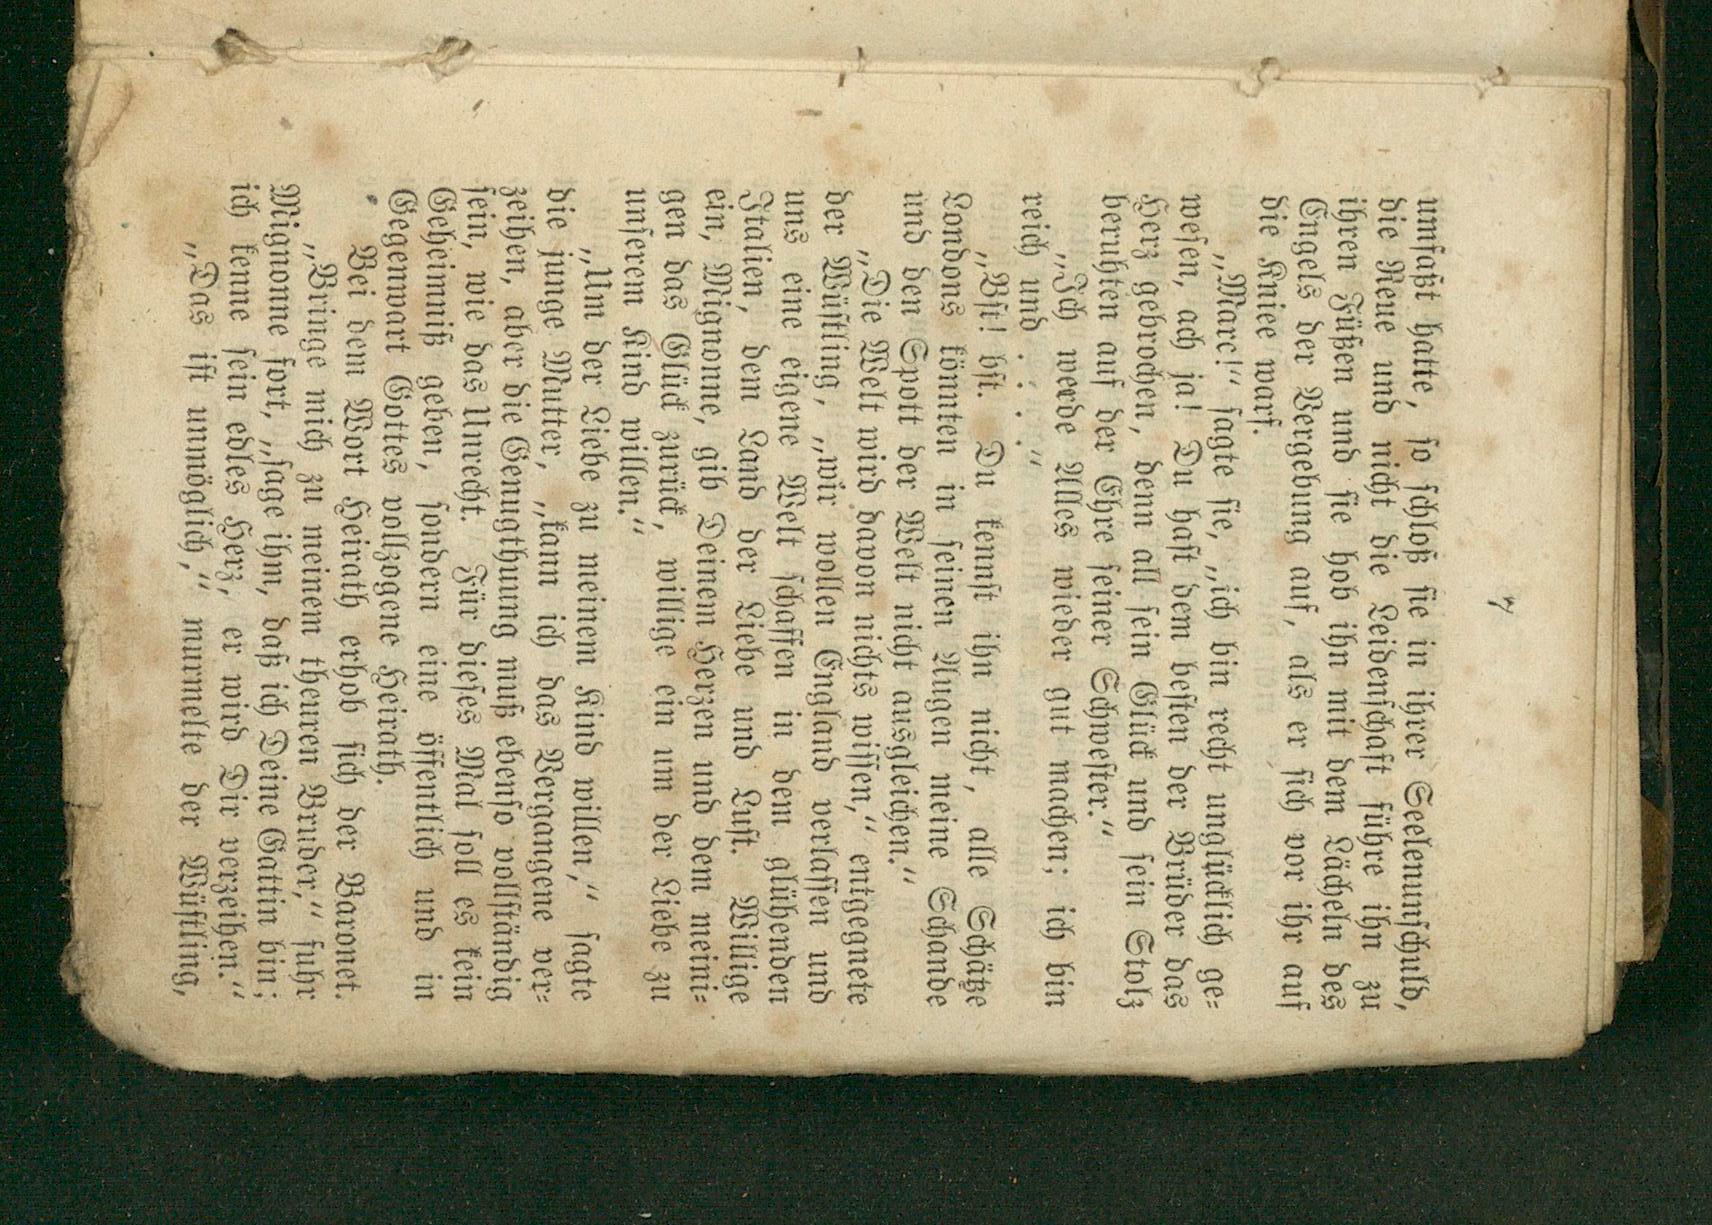 7
umfaßt hatte, so schloß sie in ihrer Seelenunschuld,
die Reue und nicht die Leidenschaft führe ihn zu
ihren Füßen und sie hob ihn mit dem Lächeln des
Engels der Vergebung auf, als er sich vor ihr auf
die Kniee warf.
„Marc!“ sagte sie, „ich bin recht unglücklich ge-
wesen, ach ja! Du hast dem besten der Brüder das
Herz gebrochen, denn all sein Glück und sein Stolz
beruhten auf der Ehre seiner Schwester.“
„Ich werde Alles wieder gut machen; ich bin
reich und . . . .“
„Bst! bst. Du kennst ihn nicht, alle Schätze
Londons könnten in seinen Augen meine Schande
und den Spott der Welt nicht ausgleichen.“
„Die Welt wird davon nichts wissen,“ entgegnete
der Wüstling, „wir wollen England verlassen und
uns eine eigene Welt schaffen in dem glühenden
Italien, dem Land der Liebe und Lust. Willige
ein, Mignonne, gib Deinem Herzen und dem meini-
gen das Glück zurück, willige ein um der Liebe zu
unserem Kind willen.“
„Um der Liebe zu meinem Kind willen,“ sagte
die junge Mutter, „kann ich das Vergangene ver-
zeihen, aber die Genugthuung muß ebenso vollständig
sein, wie das Unrecht. Für dieses Mal soll es kein
Geheimniß geben, sondern eine öffentlich und in
Gegenwart Gottes vollzogene Heirath.
Bei dem Wort Heirath erhob sich der Baronet.
„Bringe mich zu meinem theuren Bruder,“ fuhr
Mignonne fort, „sage ihm, daß ich Deine Gattin bin;
ich kenne sein edles Herz, er wird Dir verzeihen.“
„Das ist unmöglich,“ murmelte der Wüstling,